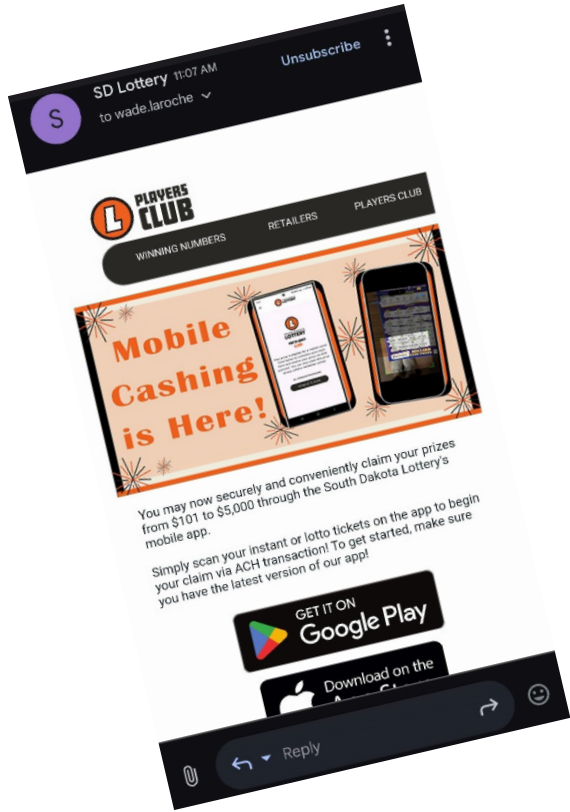 SD Lottery 11:07 AM
Unsubscribe
S
to wade.laroche
L PLAYERS
CLUB
WINNING NUMBERS RETAILERS PLAYERS CLUB
Mobile
Cashing
is Here!
You may now securely and conveniently claim your prizes
from $101 to $5,000 through the South Dakota Lottery's
mobile app.
Simply scan your instant or lotto tickets on the app to begin
your claim via ACH transaction! To get started, make sure
you have the latest version of our app!
GET IT ON
Google Play
Download on the
Reply